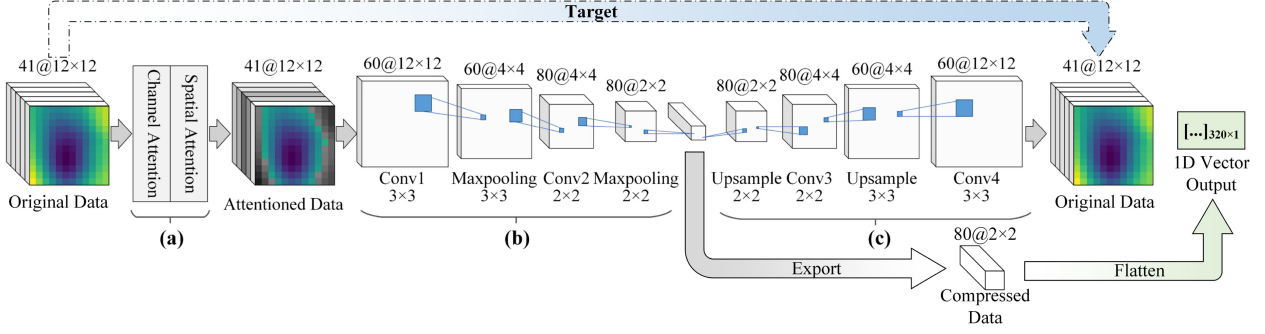 Target
41@12×12
Original Data
Channel Attention
Spatial Attention
(a)
41@12×12
Attentioned Data
60@12×12
Conv1
3×3
60@4×4
Maxpooling
3×3
80@4×4
Conv2
2×2
80@2×2
Maxpooling
2×2
(b)
80@2×2
Upsample
2×2
80@4×4
Conv3
2×2
60@4×4
Upsample
3×3
60@12×12
Conv4
3×3
(c)
41@12×12
Original Data
Export
80@2×2
Compressed
Data
Flatten
[...]320×1
1D Vector
Output